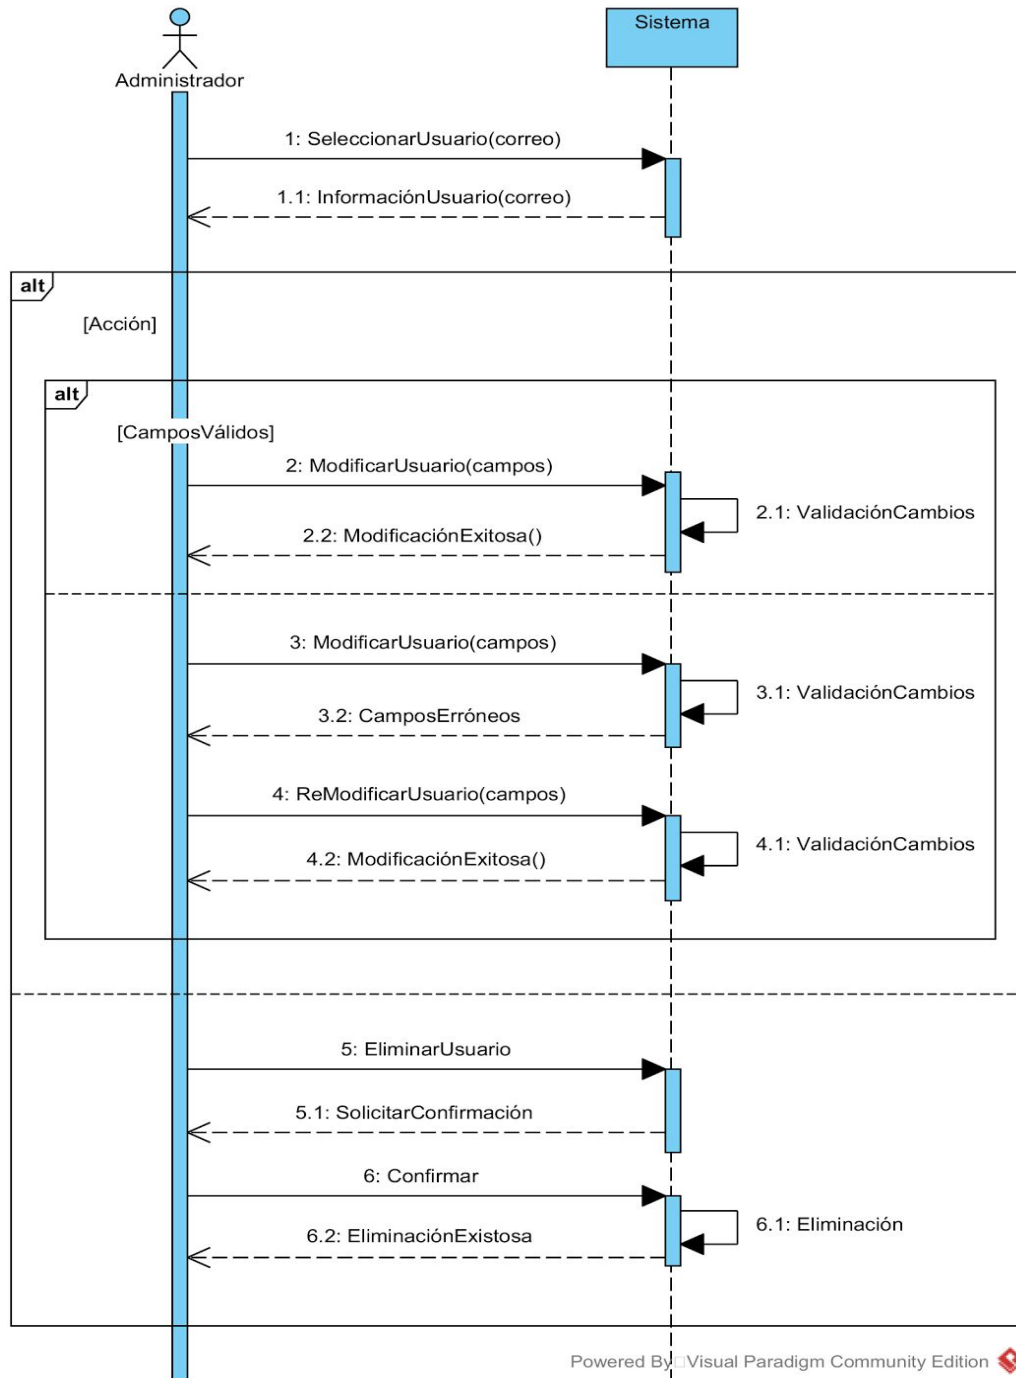 Sistema
Administrador
1: SeleccionarUsuario(correo)
1.1: InformaciónUsuario(correo)
alt
[Acción]
alt
[CamposVálidos]
2: ModificarUsuario(campos)
2.1: ValidaciónCambios
2.2: ModificaciónExitosa()
3: ModificarUsuario(campos)
3.1: ValidaciónCambios
3.2: CamposErróneos
4: ReModificarUsuario(campos)
4.1: ValidaciónCambios
4.2: ModificaciónExitosa()
5: EliminarUsuario
5.1: SolicitarConfirmación
6: Confirmar
6.1: Eliminación
6.2: EliminaciónExistosa
Powered By Visual Paradigm Community Edition